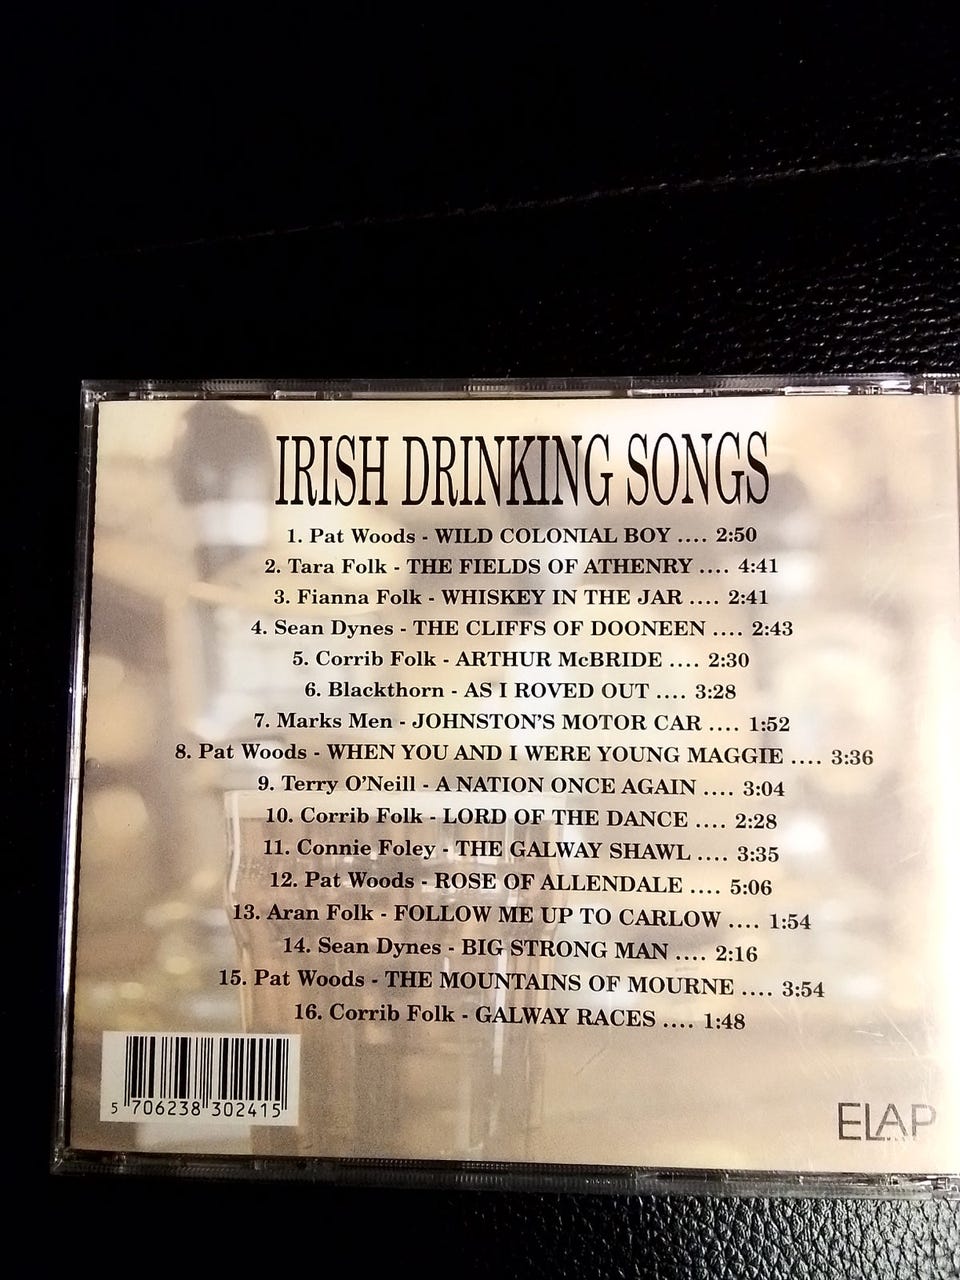 IRISH DRINKING SONGS
1. Pat Woods - WILD COLONIAL BOY .... 2:50
2. Tara Folk - THE FIELDS OF ATHENRY .... 4:41
3. Fianna Folk - WHISKEY IN THE JAR .... 2:41
4. Sean Dynes - THE CLIFFS OF DOONEEN .... 2:43
5. Corrib Folk - ARTHUR McBRIDE .... 2:30
6. Blackthorn - AS I ROVED OUT .... 3:28
7. Marks Men - JOHNSTON'S MOTOR CAR .... 1:52
8. Pat Woods - WHEN YOU AND I WERE YOUNG MAGGIE .... 3:36
9. Terry O'Neill - A NATION ONCE AGAIN .... 3:04
10. Corrib Folk - LORD OF THE DANCE .... 2:28
11. Connie Foley - THE GALWAY SHAWL .... 3:35
12. Pat Woods - ROSE OF ALLENDALE .... 5:06
13. Aran Folk - FOLLOW ME UP TO CARLOW .... 1:54
14. Sean Dynes - BIG STRONG MAN .... 2:16
15. Pat Woods - THE MOUNTAINS OF MOURNE .... 3:54
16. Corrib Folk - GALWAY RACES .... 1:48
5 706238 302415
ELAP